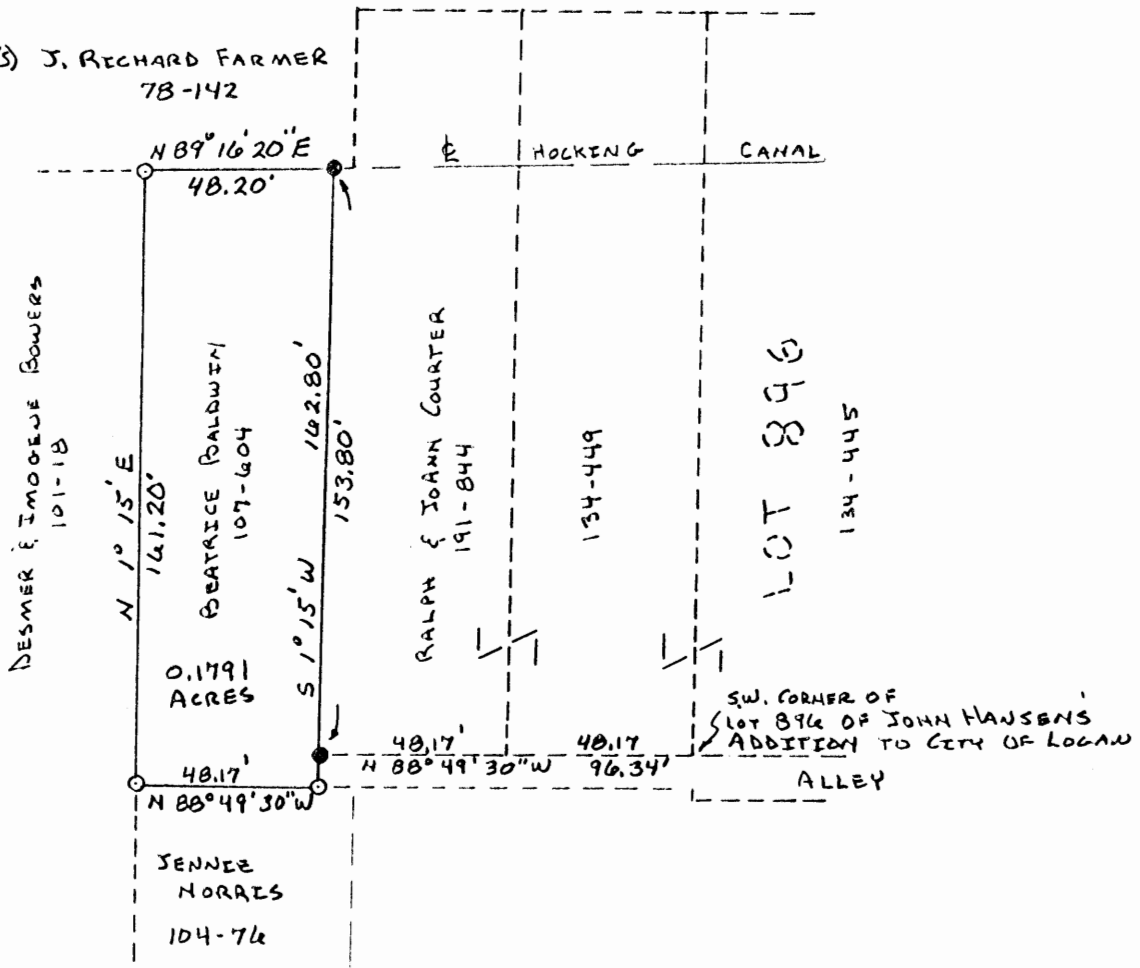 S) J. RICHARD FARMER
78-142
N 89° 16' 20" E
48.20'
℄ HOCKING CANAL
DESMER & IMOGENE BOWERS
101-18
N 1° 15' E
161.20'
BEATRICE BALDWIN
107-604
0.1791
ACRES
S 1° 15' W 162.80'
153.80'
RALPH & JOANN COURTER
191-844
134-449
LOT 896
134-445
S.W. CORNER OF
LOT 896 OF JOHN HANSENS'
ADDITION TO CITY OF LOGAN
48.17' 48.17
N 88° 49' 30" W 96.34'
ALLEY
48.17'
N 88° 49' 30" W
JENNIE
NORRIS
104-76